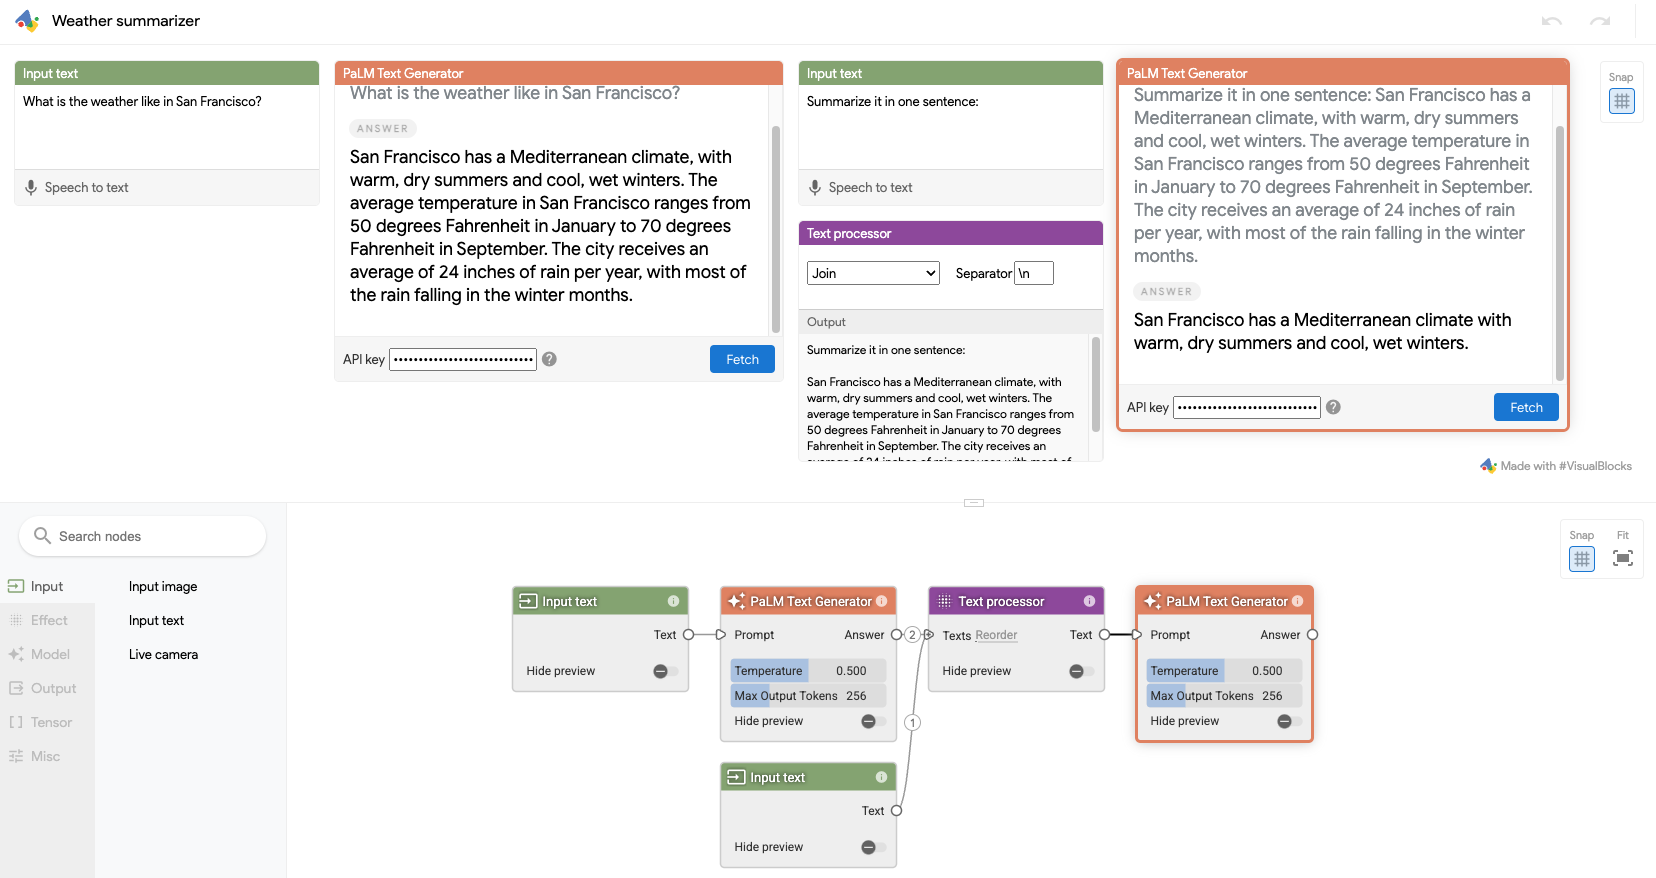 Weather summarizer
Input text
What is the weather like in San Francisco?
Speech to text
PaLM Text Generator
What is the weather like in San Francisco?
ANSWER
San Francisco has a Mediterranean climate, with
warm, dry summers and cool, wet winters. The
average temperature in San Francisco ranges from
50 degrees Fahrenheit in January to 70 degrees
Fahrenheit in September. The city receives an
average of 24 inches of rain per year, with most of
the rain falling in the winter months.
API key
?
Fetch
Input text
Summarize it in one sentence:
Speech to text
Text processor
Join
Separator \n
Output
Summarize it in one sentence:
San Francisco has a Mediterranean climate, with
warm, dry summers and cool, wet winters. The
average temperature in San Francisco ranges from
50 degrees Fahrenheit in January to 70 degrees
Fahrenheit in September. The city receives an
average of 24 inches of rain per year, with most of
PaLM Text Generator
Summarize it in one sentence: San Francisco has a
Mediterranean climate, with warm, dry summers
and cool, wet winters. The average temperature in
San Francisco ranges from 50 degrees Fahrenheit
in January to 70 degrees Fahrenheit in September.
The city receives an average of 24 inches of rain
per year, with most of the rain falling in the winter
months.
ANSWER
San Francisco has a Mediterranean climate with
warm, dry summers and cool, wet winters.
API key
?
Fetch
Snap
Made with #VisualBlocks
Search nodes
Input
Effect
Model
Output
Tensor
Misc
Input image
Input text
Live camera
Input text
Text
Hide preview
PaLM Text Generator
Prompt
Answer
Temperature 0.500
Max Output Tokens 256
Hide preview
2
1
Input text
Text
Hide preview
Text processor
Texts Reorder
Text
Hide preview
PaLM Text Generator
Prompt
Answer
Temperature 0.500
Max Output Tokens 256
Hide preview
Snap
Fit